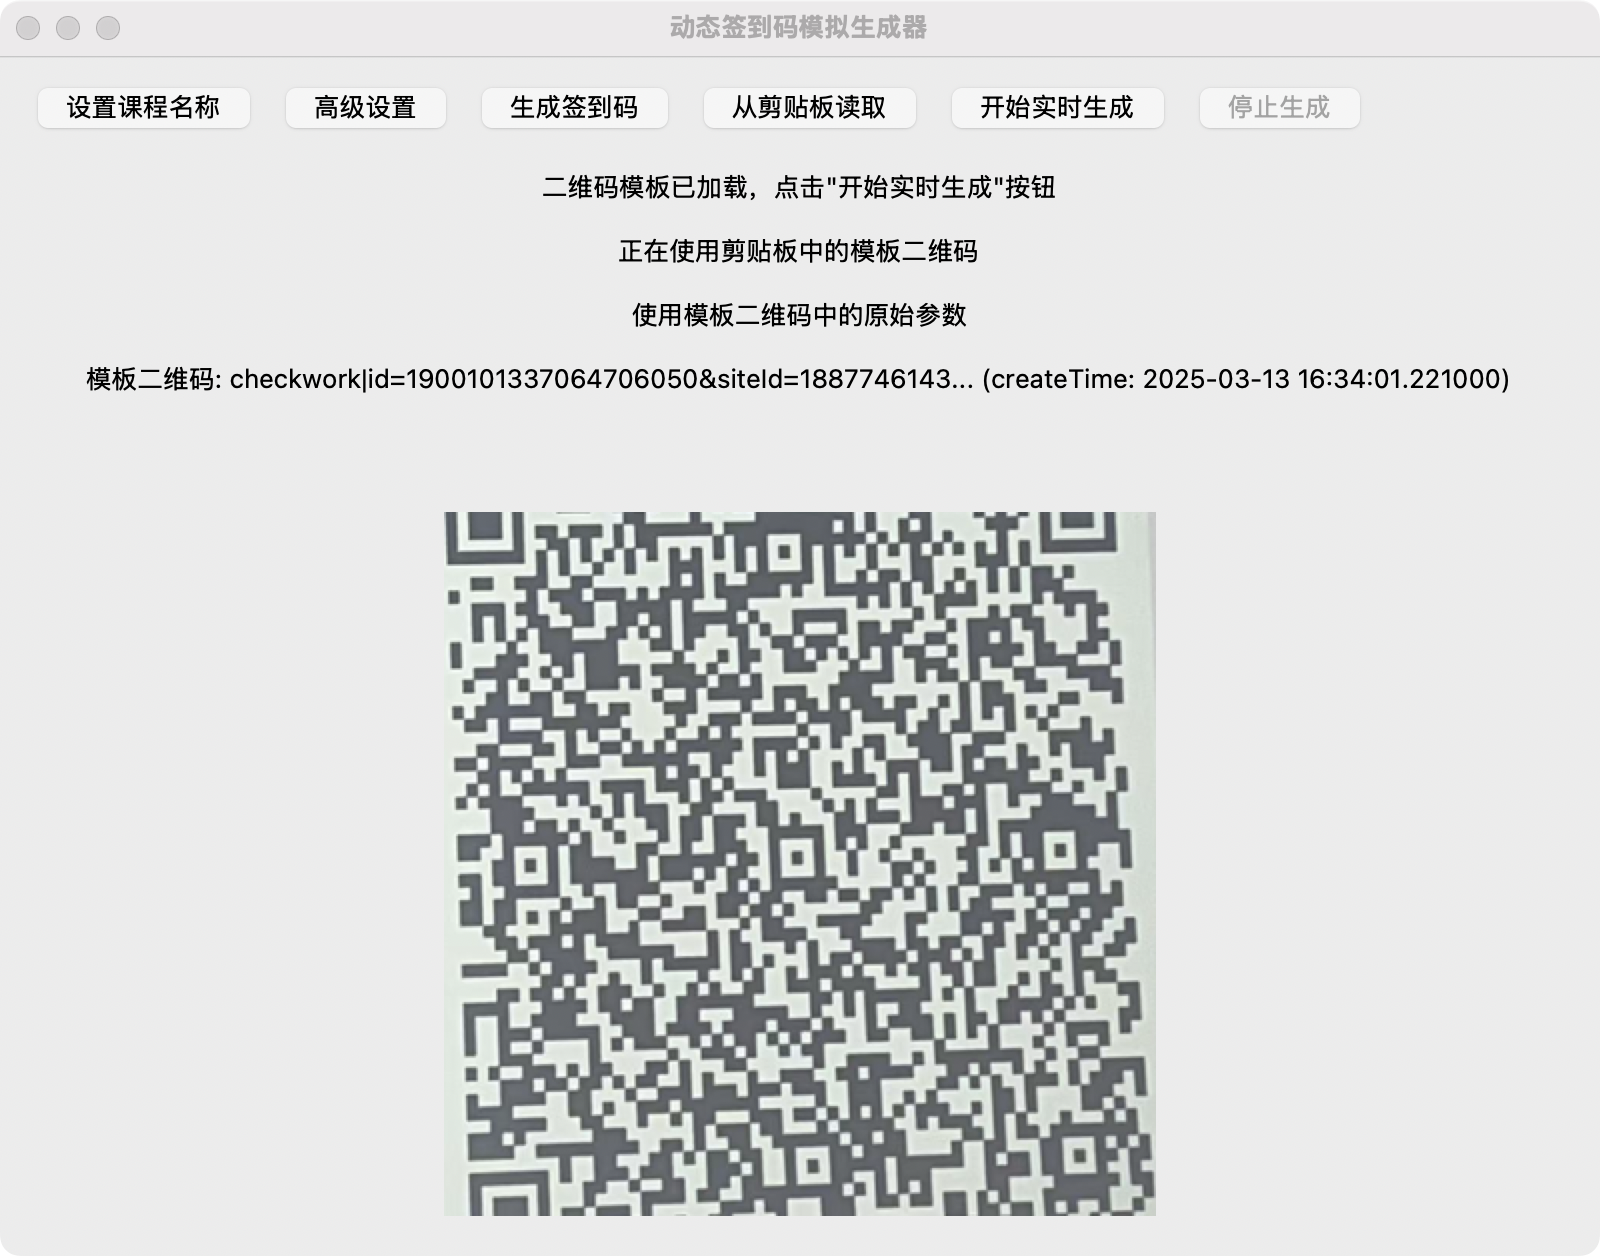 动态签到码模拟生成器
设置课程名称 高级设置 生成签到码 从剪贴板读取 开始实时生成 停止生成
二维码模板已加载，点击"开始实时生成"按钮
正在使用剪贴板中的模板二维码
使用模板二维码中的原始参数
模板二维码: checkwork|id=1900101337064706050&siteId=1887746143... (createTime: 2025-03-13 16:34:01.221000)